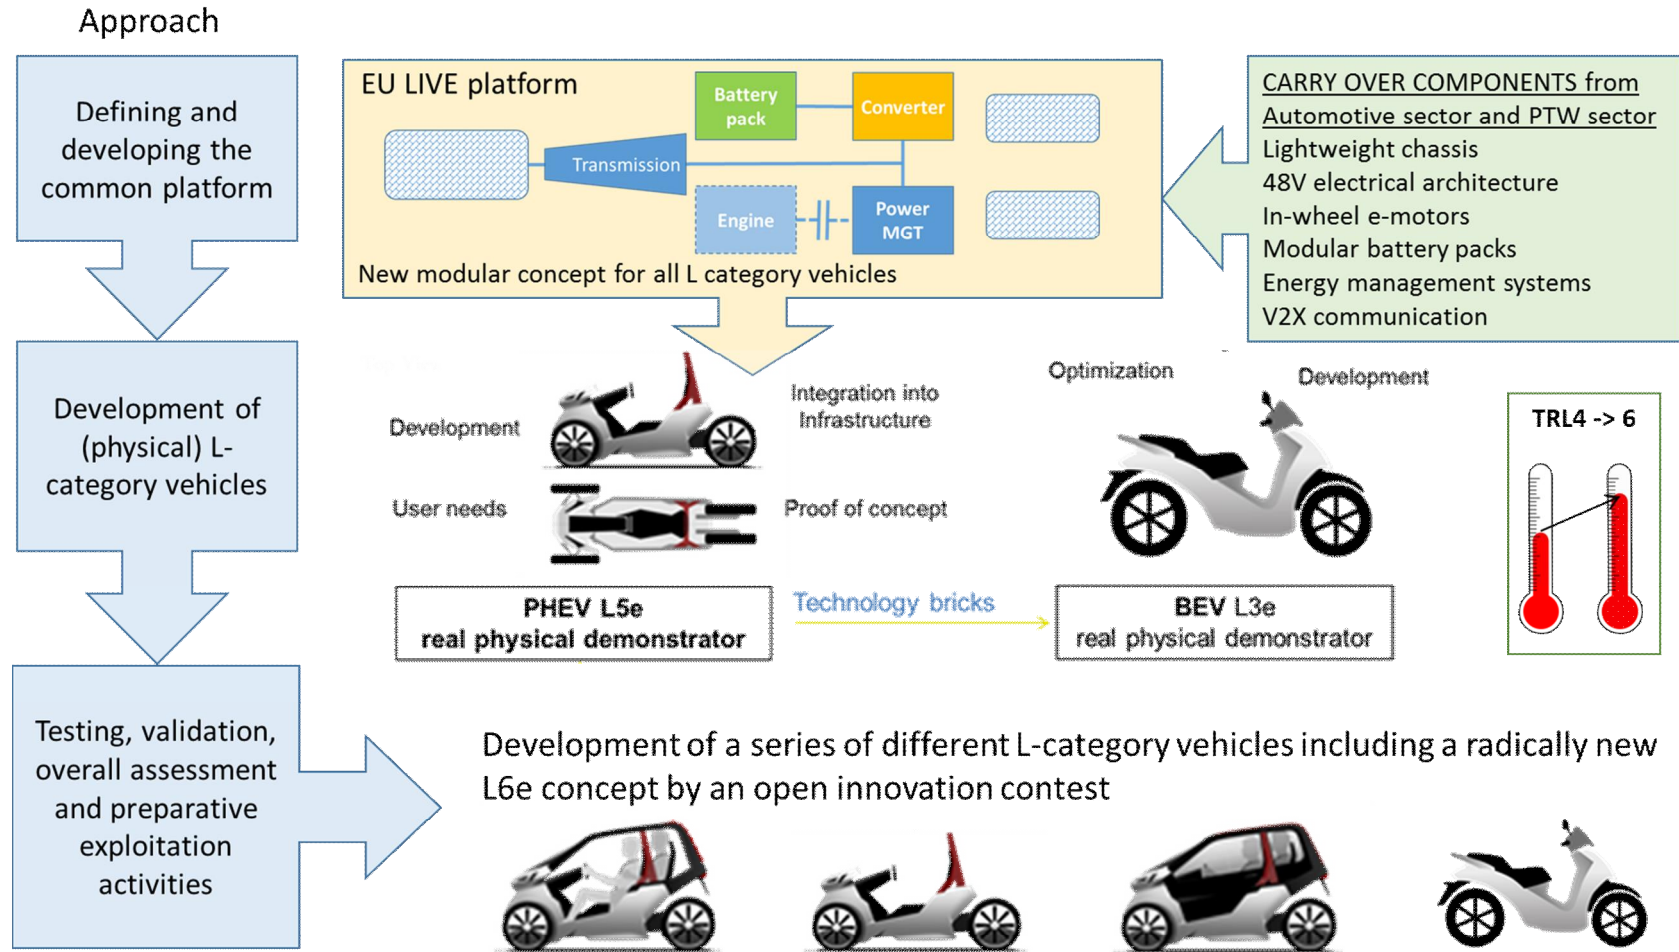 Approach
Defining and
developing the
common platform
EU LIVE platform
Battery
pack
Converter
Transmission
Engine
Power
MGT
New modular concept for all L category vehicles
CARRY OVER COMPONENTS from
Automotive sector and PTW sector
Lightweight chassis
48V electrical architecture
In-wheel e-motors
Modular battery packs
Energy management systems
V2X communication
Development of
(physical) L-
category vehicles
Development
Integration into
Infrastructure
User needs
Proof of concept
PHEV L5e
real physical demonstrator
Technology bricks
Optimization
Development
BEV L3e
real physical demonstrator
TRL4 -> 6
Testing, validation,
overall assessment
and preparative
exploitation
activities
Development of a series of different L-category vehicles including a radically new
L6e concept by an open innovation contest